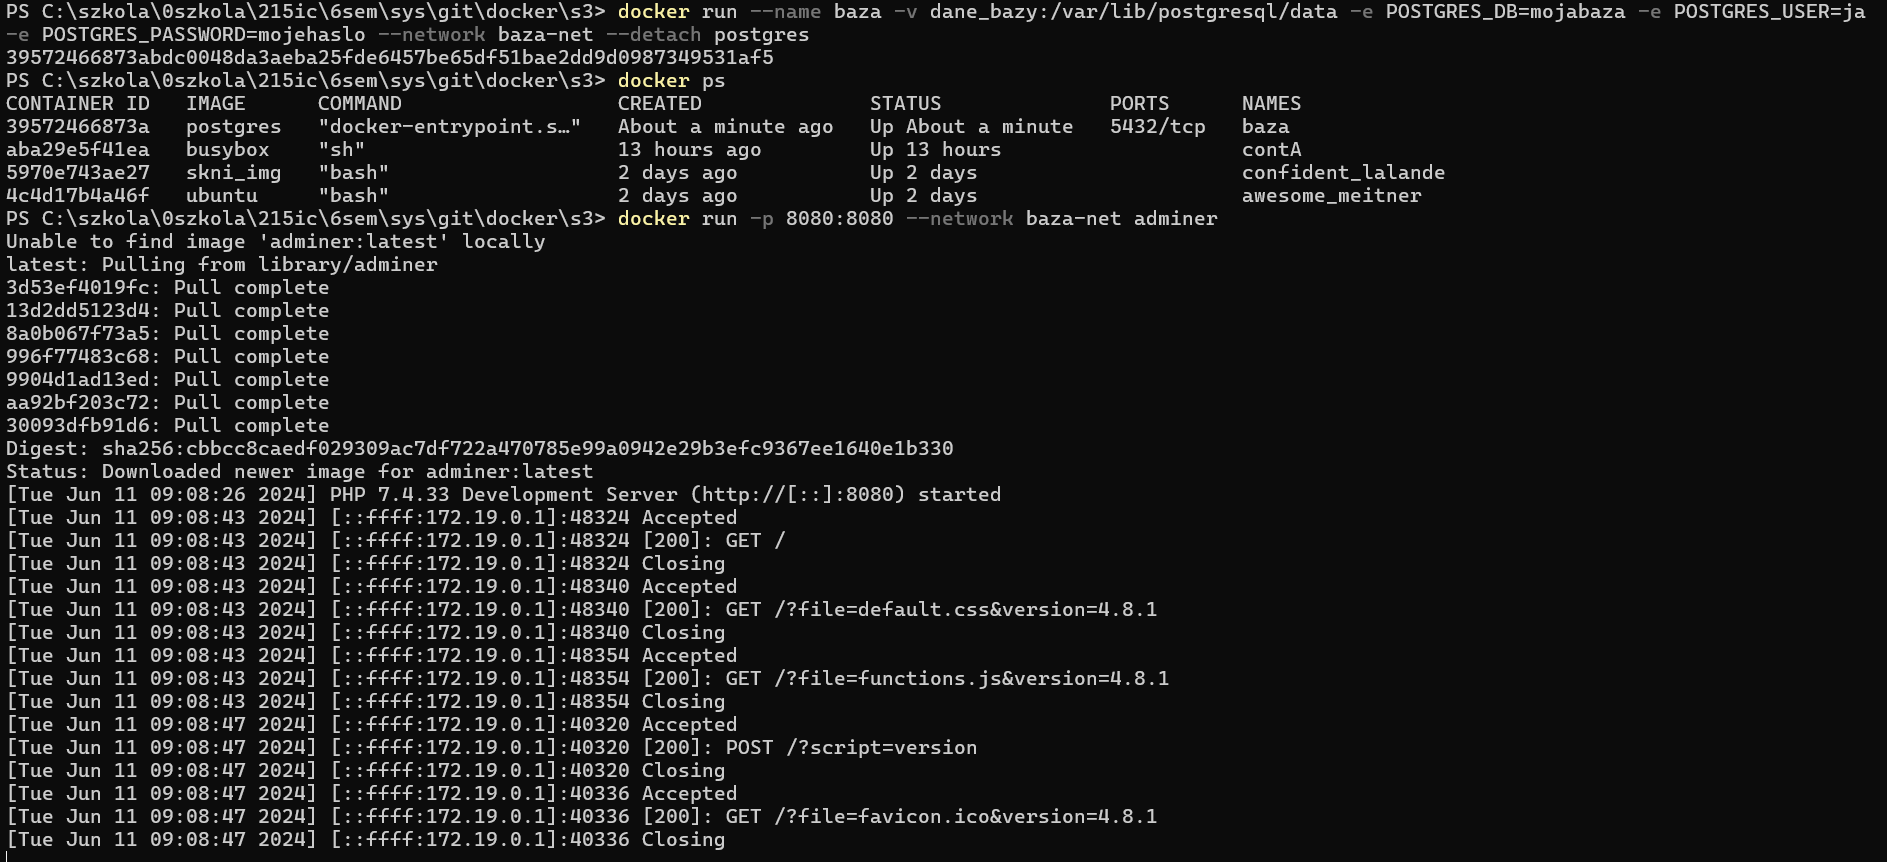 PS C:\szkola\0szkola\215ic\6sem\sys\git\docker\s3> docker run --name baza -v dane_bazy:/var/lib/postgresql/data -e POSTGRES_DB=mojabaza -e POSTGRES_USER=ja
-e POSTGRES_PASSWORD=mojehaslo --network baza-net --detach postgres
39572466873abdc0048da3aeba25fde6457be65df51bae2dd9d0987349531af5
PS C:\szkola\0szkola\215ic\6sem\sys\git\docker\s3> docker ps
CONTAINER ID   IMAGE      COMMAND                  CREATED              STATUS              PORTS      NAMES
39572466873a   postgres   "docker-entrypoint.s…"   About a minute ago   Up About a minute   5432/tcp   baza
aba29e5f41ea   busybox    "sh"                     13 hours ago         Up 13 hours                    contA
5970e743ae27   skni_img   "bash"                   2 days ago           Up 2 days                      confident_lalande
4c4d17b4a46f   ubuntu     "bash"                   2 days ago           Up 2 days                      awesome_meitner
PS C:\szkola\0szkola\215ic\6sem\sys\git\docker\s3> docker run -p 8080:8080 --network baza-net adminer
Unable to find image 'adminer:latest' locally
latest: Pulling from library/adminer
3d53ef4019fc: Pull complete
13d2dd5123d4: Pull complete
8a0b067f73a5: Pull complete
996f77483c68: Pull complete
9904d1ad13ed: Pull complete
aa92bf203c72: Pull complete
30093dfb91d6: Pull complete
Digest: sha256:cbbcc8caedf029309ac7df722a470785e99a0942e29b3efc9367ee1640e1b330
Status: Downloaded newer image for adminer:latest
[Tue Jun 11 09:08:26 2024] PHP 7.4.33 Development Server (http://[::]:8080) started
[Tue Jun 11 09:08:43 2024] [::ffff:172.19.0.1]:48324 Accepted
[Tue Jun 11 09:08:43 2024] [::ffff:172.19.0.1]:48324 [200]: GET /
[Tue Jun 11 09:08:43 2024] [::ffff:172.19.0.1]:48324 Closing
[Tue Jun 11 09:08:43 2024] [::ffff:172.19.0.1]:48340 Accepted
[Tue Jun 11 09:08:43 2024] [::ffff:172.19.0.1]:48340 [200]: GET /?file=default.css&version=4.8.1
[Tue Jun 11 09:08:43 2024] [::ffff:172.19.0.1]:48340 Closing
[Tue Jun 11 09:08:43 2024] [::ffff:172.19.0.1]:48354 Accepted
[Tue Jun 11 09:08:43 2024] [::ffff:172.19.0.1]:48354 [200]: GET /?file=functions.js&version=4.8.1
[Tue Jun 11 09:08:43 2024] [::ffff:172.19.0.1]:48354 Closing
[Tue Jun 11 09:08:47 2024] [::ffff:172.19.0.1]:40320 Accepted
[Tue Jun 11 09:08:47 2024] [::ffff:172.19.0.1]:40320 [200]: POST /?script=version
[Tue Jun 11 09:08:47 2024] [::ffff:172.19.0.1]:40320 Closing
[Tue Jun 11 09:08:47 2024] [::ffff:172.19.0.1]:40336 Accepted
[Tue Jun 11 09:08:47 2024] [::ffff:172.19.0.1]:40336 [200]: GET /?file=favicon.ico&version=4.8.1
[Tue Jun 11 09:08:47 2024] [::ffff:172.19.0.1]:40336 Closing